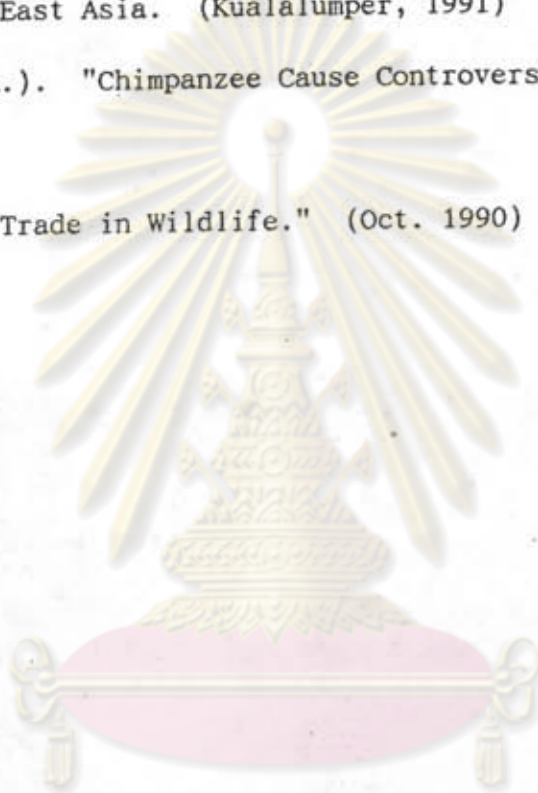 East Asia. (Kualalumper, 1991)
.). "Chimpanzee Cause Controvers
Trade in Wildlife." (Oct. 1990)